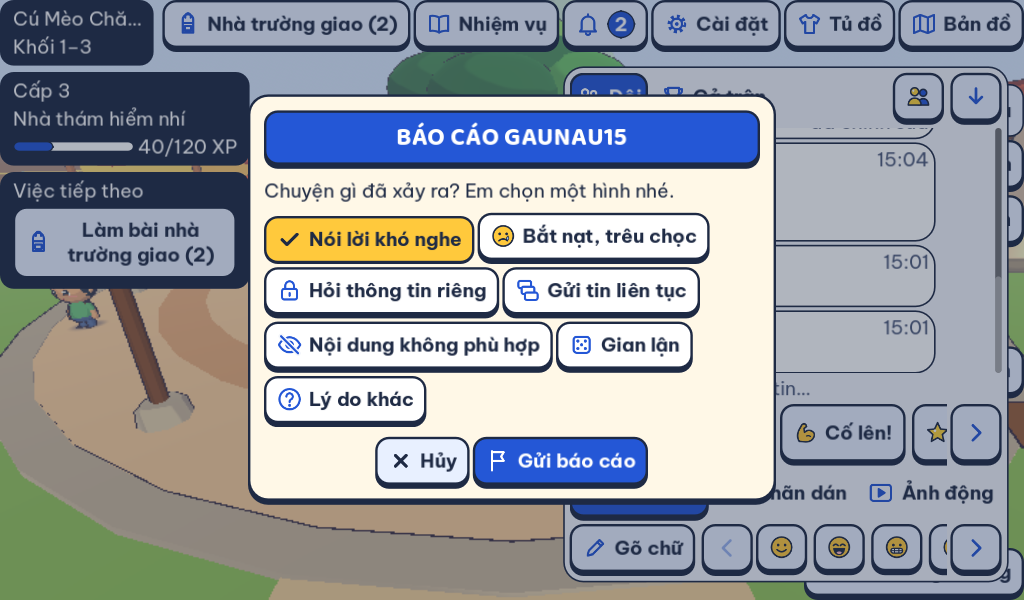 Cú Mèo Chă...
Khối 1–3
Nhà trường giao (2)
Nhiệm vụ
2
Cài đặt
Tủ đồ
Bản đồ
Cấp 3
Nhà thám hiểm nhí
40/120 XP
Việc tiếp theo
Làm bài nhà
trường giao (2)
BÁO CÁO GAUNAU15
Chuyện gì đã xảy ra? Em chọn một hình nhé.
Nói lời khó nghe
Bắt nạt, trêu chọc
Hỏi thông tin riêng
Gửi tin liên tục
Nội dung không phù hợp
Gian lận
Lý do khác
Hủy
Gửi báo cáo
15:04
15:01
15:01
tin...
Cố lên!
Ảnh động
Gõ chữ